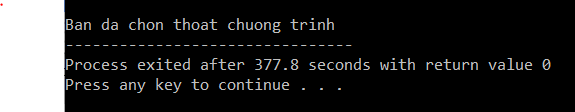 Ban da chon thoat chuong trinh
--------------------------------
Process exited after 377.8 seconds with return value 0
Press any key to continue . . .